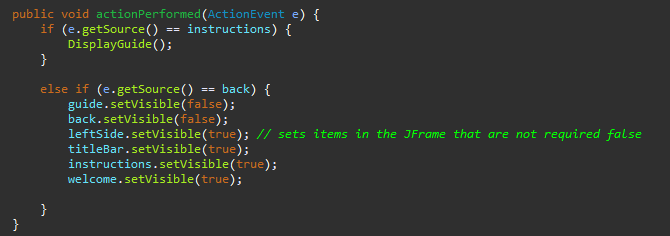 public void actionPerformed(ActionEvent e) {
    if (e.getSource() == instructions) {
        DisplayGuide();
    }

    else if (e.getSource() == back) {
        guide.setVisible(false);
        back.setVisible(false);
        leftSide.setVisible(true); // sets items in the JFrame that are not required false
        titleBar.setVisible(true);
        instructions.setVisible(true);
        welcome.setVisible(true);

    }
}